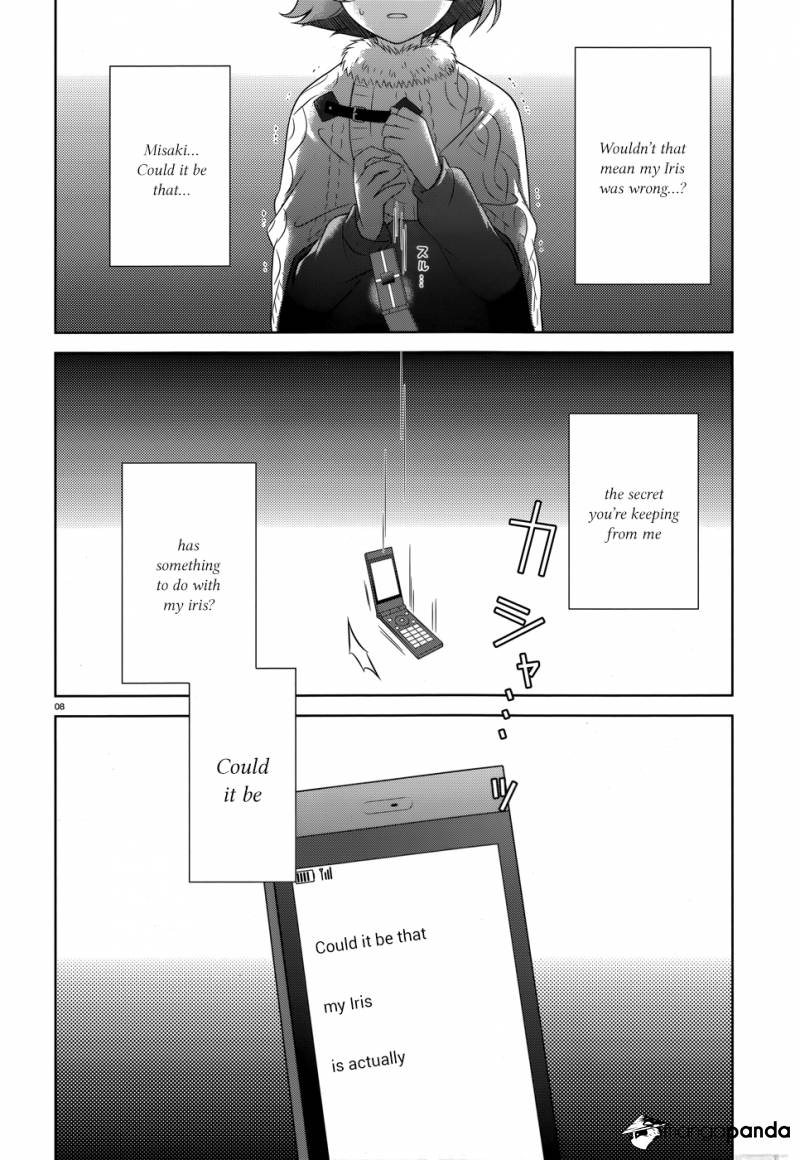 Wouldn't that
mean my Iris
was wrong...?
Misaki...
Could it be
that...
スル...
the secret
you're keeping
from me
カシャ...ン
has
something
to do with
my iris?
08
Could
it be
Could it be that
my Iris
is actually
mangapanda